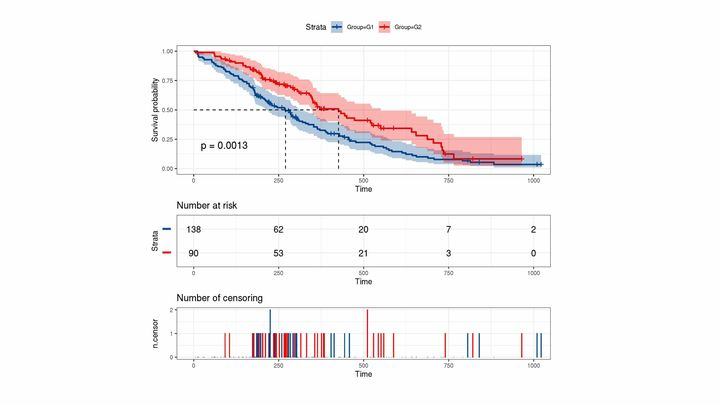 Strata Group=G1 Group=G2
1.00
0.75
0.50
0.25
0.00
Survival probability
p = 0.0013
0 250 500 750 1000
Time
Number at risk
Strata
138 62 20 7 2
90 53 21 3 0
0 250 500 750 1000
Time
Number of censoring
n.censor
2
1
0
0 250 500 750 1000
Time